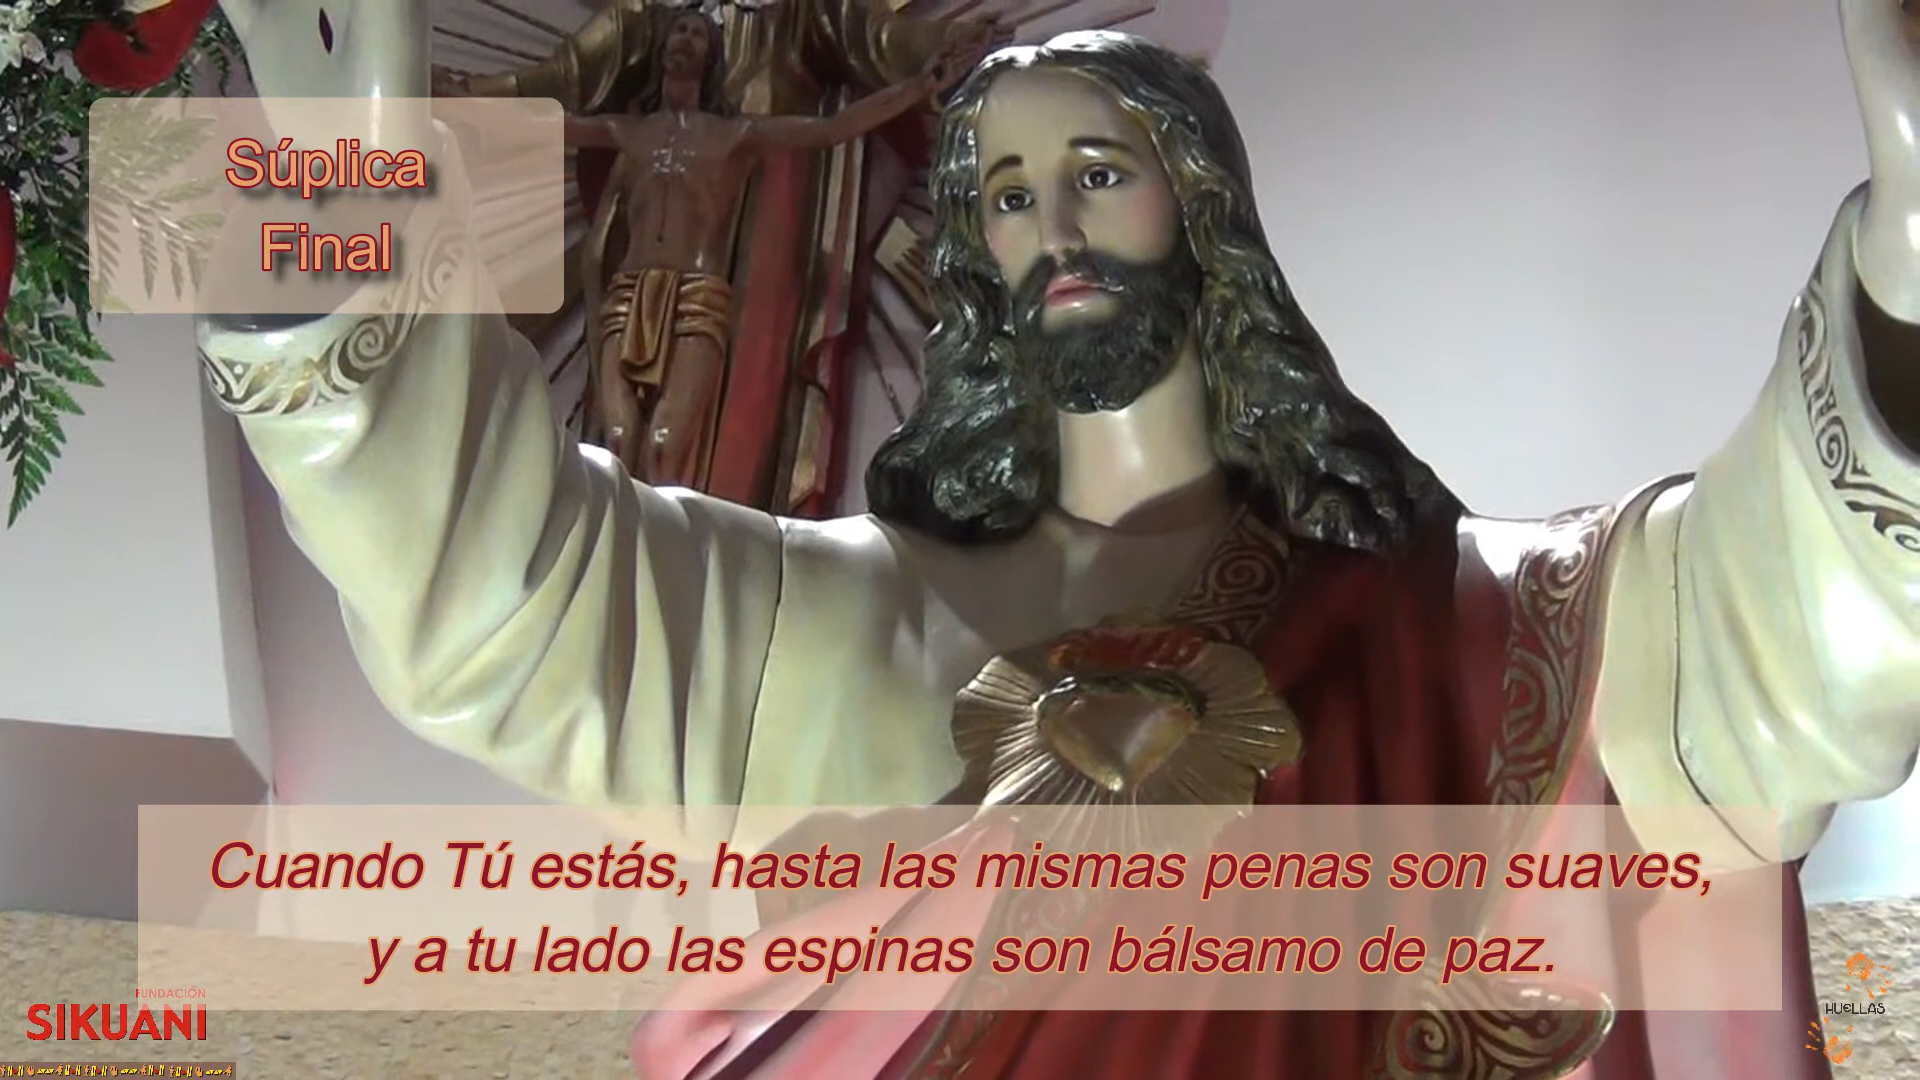 Súplica
Final
Cuando Tú estás, hasta las mismas penas son suaves,
y a tu lado las espinas son bálsamo de paz.
FUNDACIÓN
SIKUANI
HUELLAS